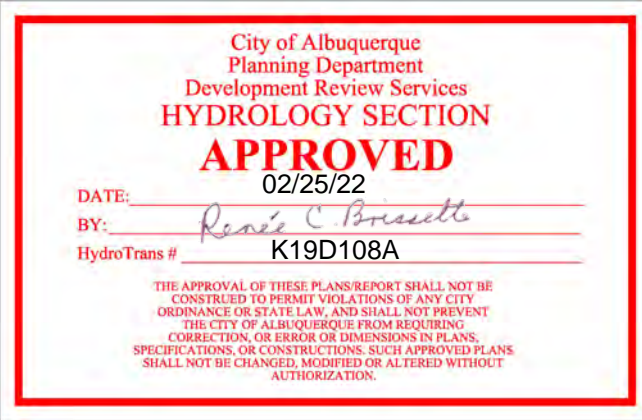 City of Albuquerque
Planning Department
Development Review Services
HYDROLOGY SECTION
APPROVED
DATE: 02/25/22
BY: Renée C. Brissette
HydroTrans # K19D108A
THE APPROVAL OF THESE PLANS/REPORT SHALL NOT BE
CONSTRUED TO PERMIT VIOLATIONS OF ANY CITY
ORDINANCE OR STATE LAW, AND SHALL NOT PREVENT
THE CITY OF ALBUQUERQUE FROM REQUIRING
CORRECTION, OR ERROR OR DIMENSIONS IN PLANS,
SPECIFICATIONS, OR CONSTRUCTIONS. SUCH APPROVED PLANS
SHALL NOT BE CHANGED, MODIFIED OR ALTERED WITHOUT
AUTHORIZATION.